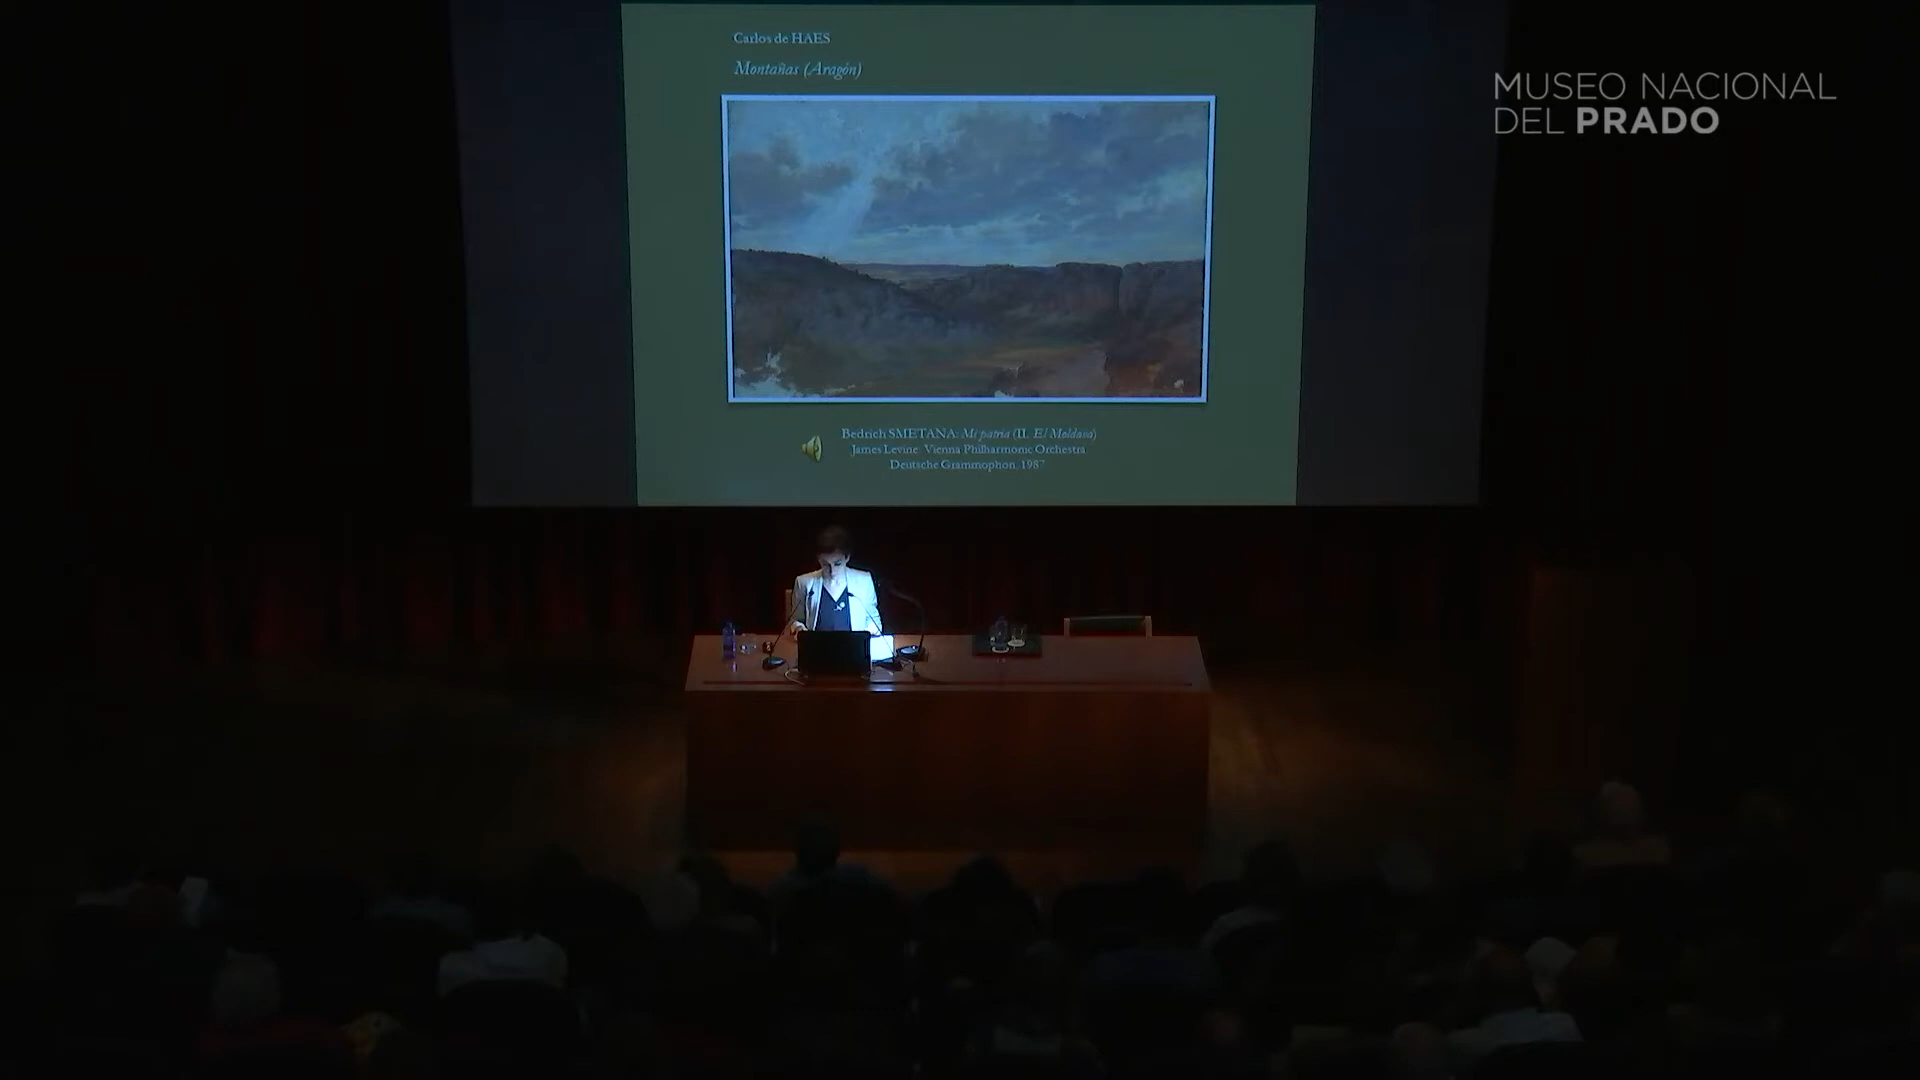 Carlos de HAES
Montañas (Aragón)
MUSEO NACIONAL
DEL PRADO
Bedrich SMETANA: Mi patria (II. El Moldava)
James Levine. Vienna Philharmonic Orchestra
Deutsche Grammophon, 1987